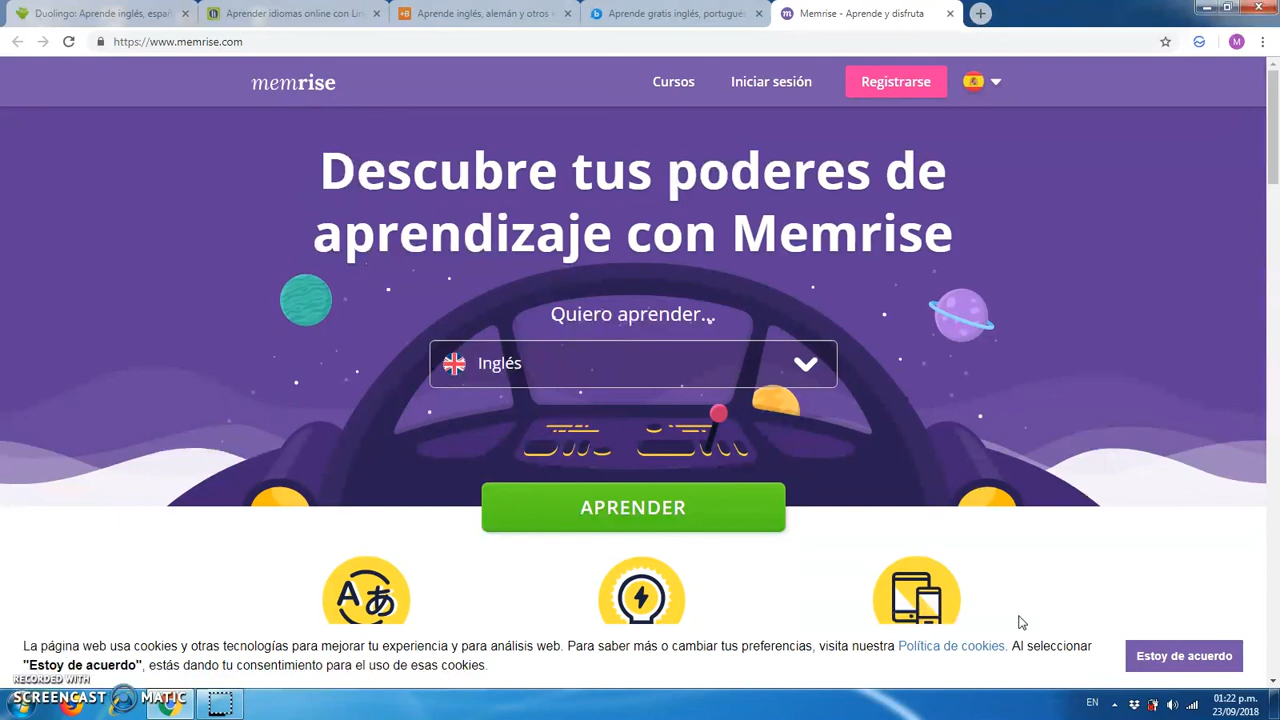 Duolingo: Aprende inglés, españ
Aprender idiomas online con Lin
Aprende inglés, alemán y otros
Aprende gratis inglés, portugués
Memrise - Aprende y disfruta
https://www.memrise.com
M
memrise
Cursos
Iniciar sesión
Registrarse
Descubre tus poderes de
aprendizaje con Memrise
Quiero aprender...
Inglés
APRENDER
A あ
La página web usa cookies y otras tecnologías para mejorar tu experiencia y para análisis web. Para saber más o cambiar tus preferencias, visita nuestra Política de cookies. Al seleccionar
"Estoy de acuerdo", estás dando tu consentimiento para el uso de esas cookies.
Estoy de acuerdo
RECORDED WITH
SCREENCAST MATIC
EN
01:22 p.m.
23/09/2018